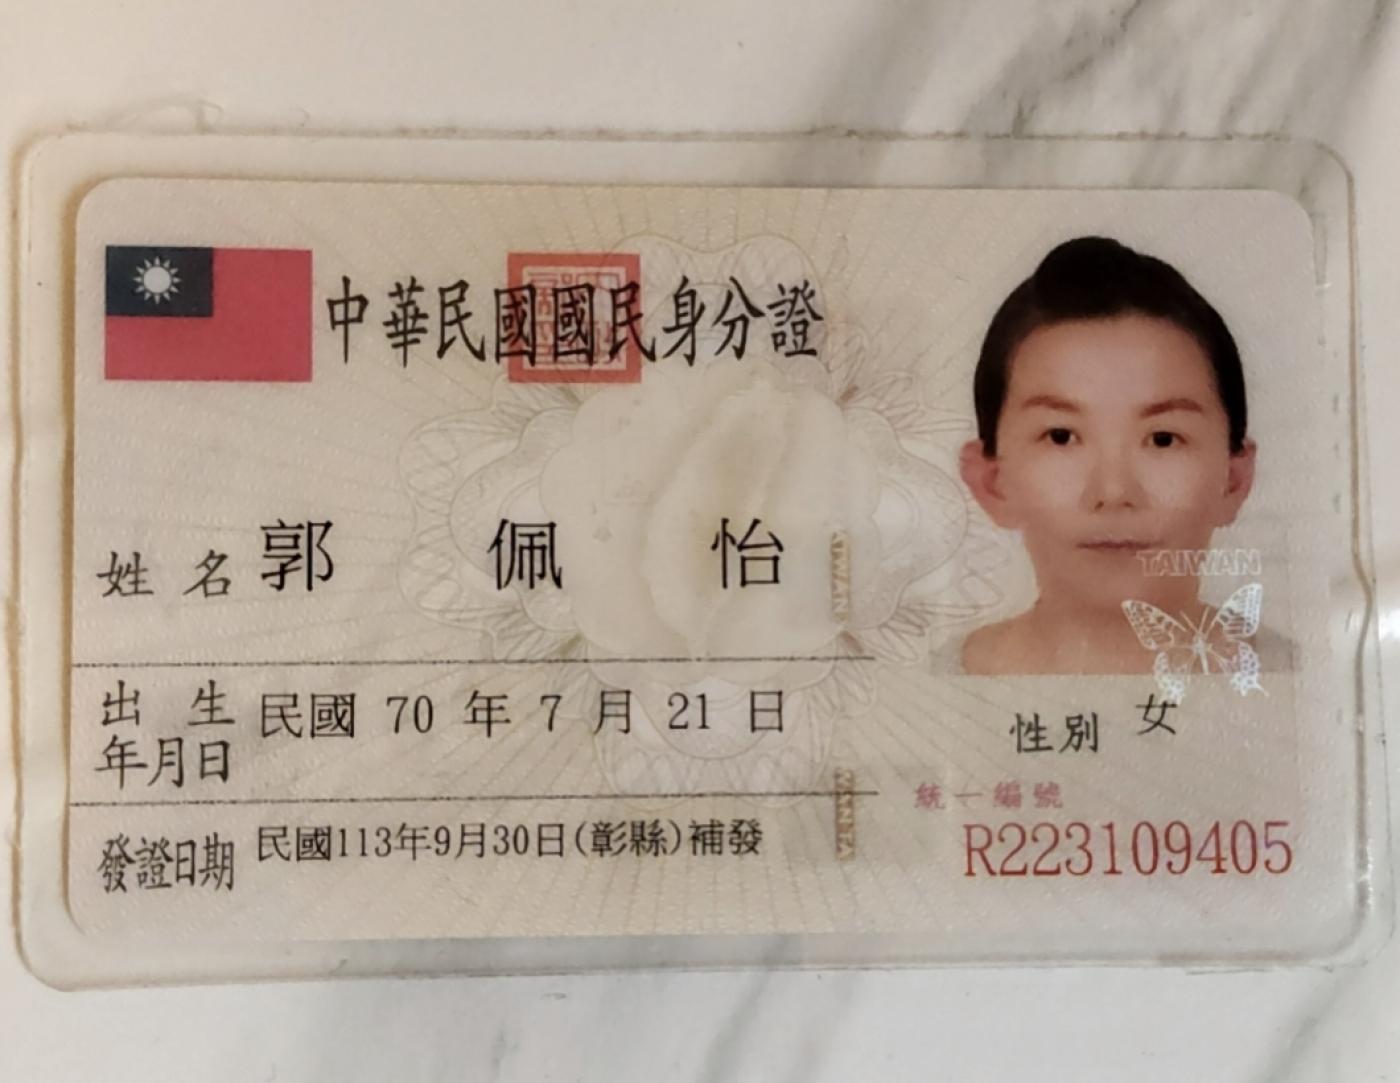 中華民國國民身分證
姓名 郭佩怡
出生年月日 民國 70 年 7 月 21 日
發證日期 民國113年9月30日(彰縣)補發
TAIWAN
性別 女
統一編號
R223109405